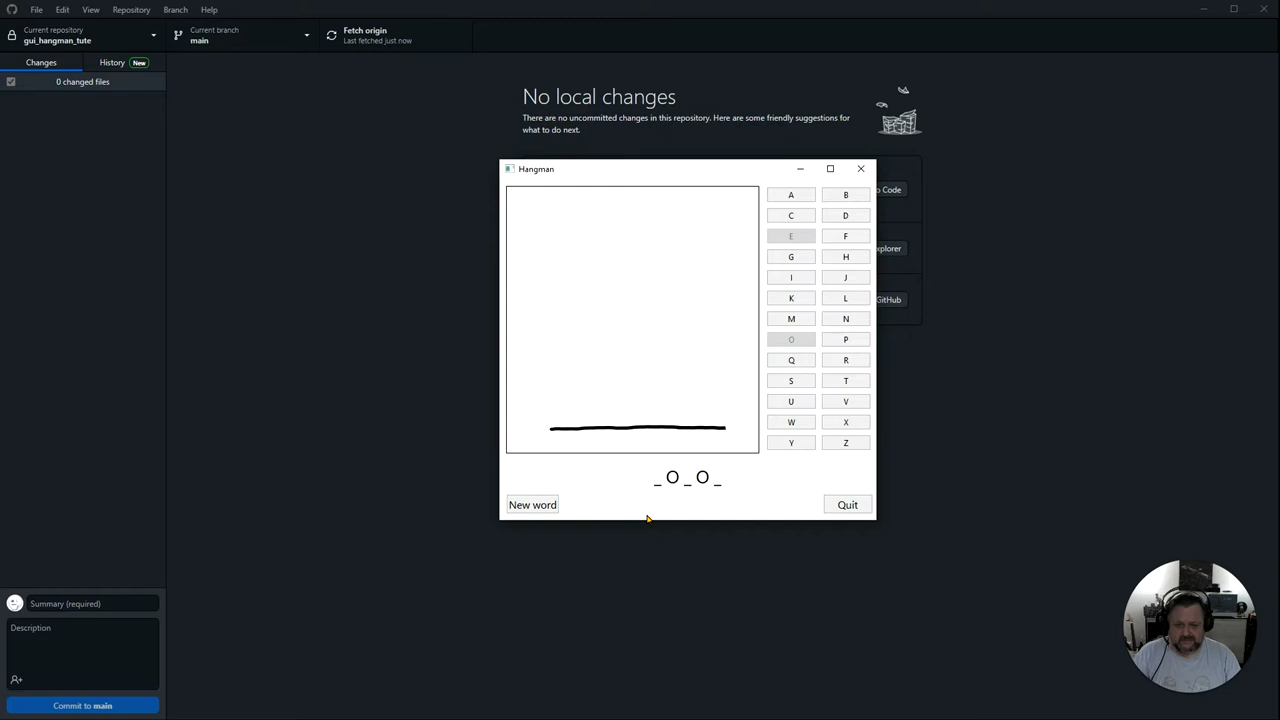 File Edit View Repository Branch Help
Current repository
gui_hangman_tute
Current branch
main
Fetch origin
Last fetched just now
Changes
History New
0 changed files
No local changes
There are no uncommitted changes in this repository. Here are some friendly suggestions for
what to do next.
Hangman
A B
C D
E F
G H
I J
K L
M N
O P
Q R
S T
U V
W X
Y Z
Code
xplorer
GitHub
_ O _ O _
New word
Quit
Summary (required)
Description
Commit to main